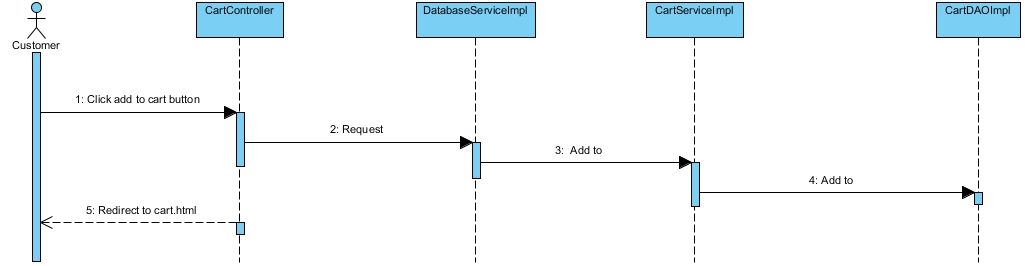 CartController
DatabaseServiceImpl
CartServiceImpl
CartDAOImpl
Customer
1: Click add to cart button
2: Request
3: Add to
4: Add to
5: Redirect to cart.html